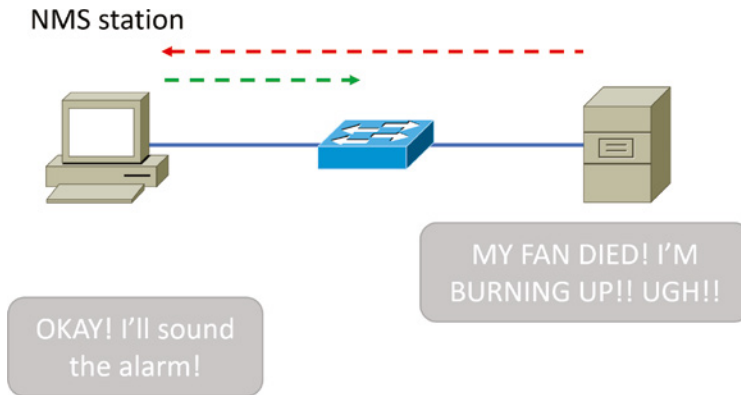 NMS station
MY FAN DIED! I'M
BURNING UP!! UGH!!
OKAY! I'll sound
the alarm!